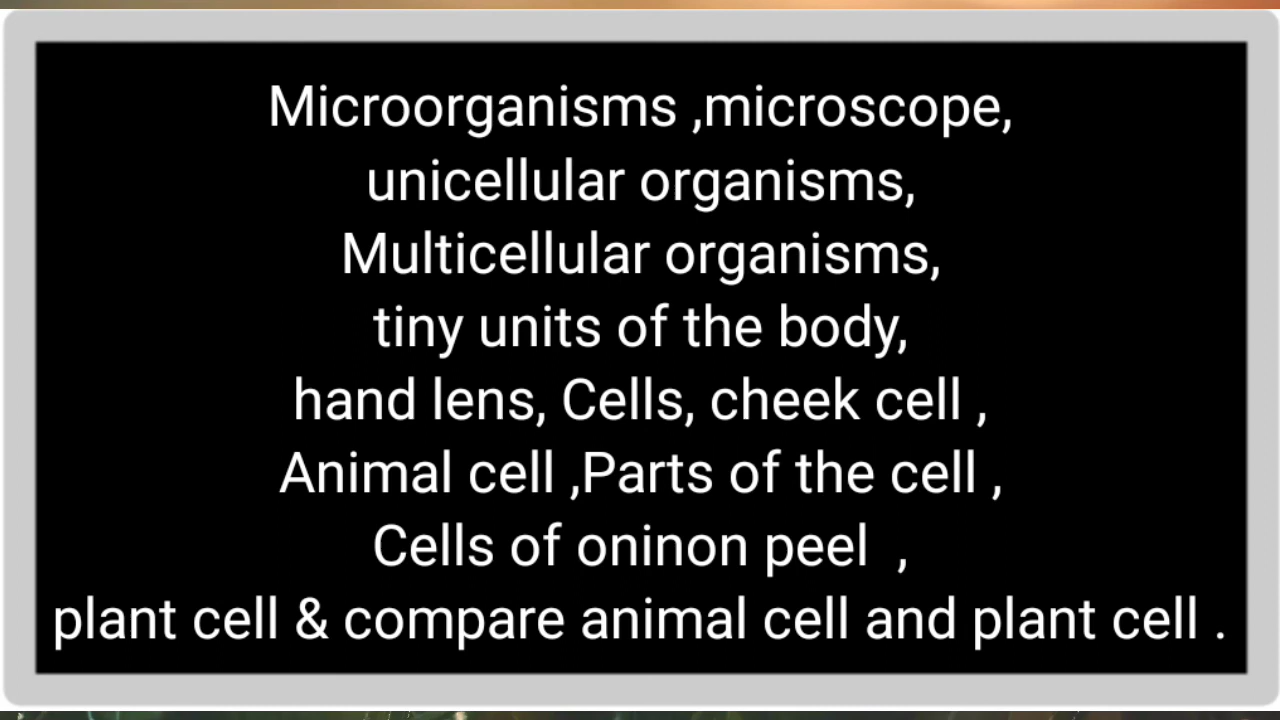 Microorganisms ,microscope,
unicellular organisms,
Multicellular organisms,
tiny units of the body,
hand lens, Cells, cheek cell ,
Animal cell ,Parts of the cell ,
Cells of oninon peel  ,
plant cell & compare animal cell and plant cell .